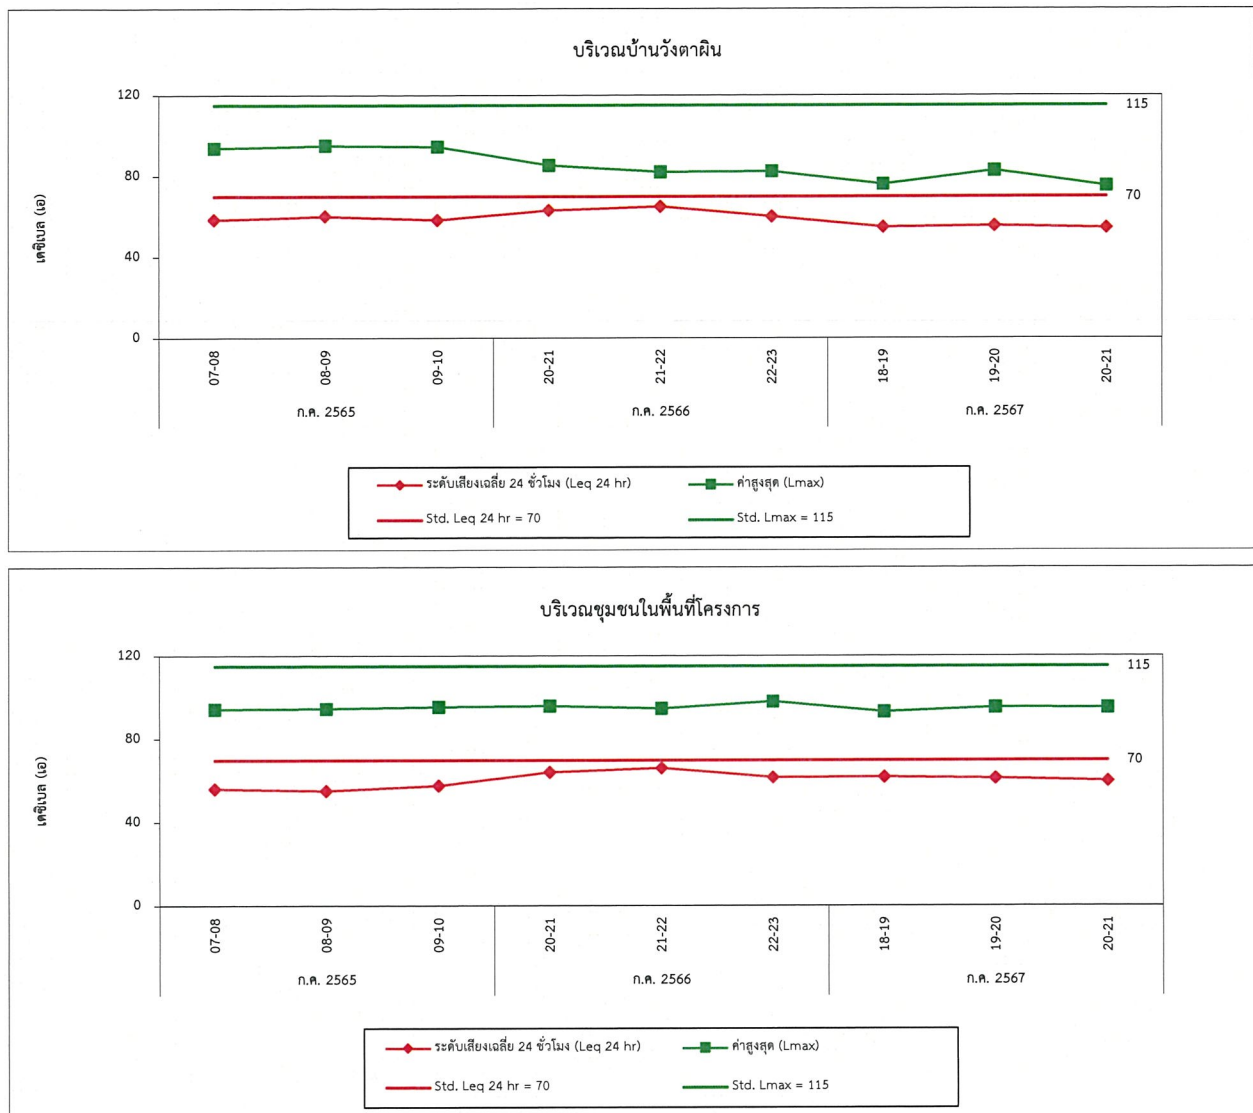 บริเวณบ้านวังตาผิน
120
115
80
70
40
0
เดซิเบล (เอ)
07-08
08-09
09-10
20-21
21-22
22-23
18-19
19-20
20-21
ก.ค. 2565
ก.ค. 2566
ก.ค. 2567
ระดับเสียงเฉลี่ย 24 ชั่วโมง (Leq 24 hr)
ค่าสูงสุด (Lmax)
Std. Leq 24 hr = 70
Std. Lmax = 115
บริเวณชุมชนในพื้นที่โครงการ
120
115
80
70
40
0
เดซิเบล (เอ)
07-08
08-09
09-10
20-21
21-22
22-23
18-19
19-20
20-21
ก.ค. 2565
ก.ค. 2566
ก.ค. 2567
ระดับเสียงเฉลี่ย 24 ชั่วโมง (Leq 24 hr)
ค่าสูงสุด (Lmax)
Std. Leq 24 hr = 70
Std. Lmax = 115